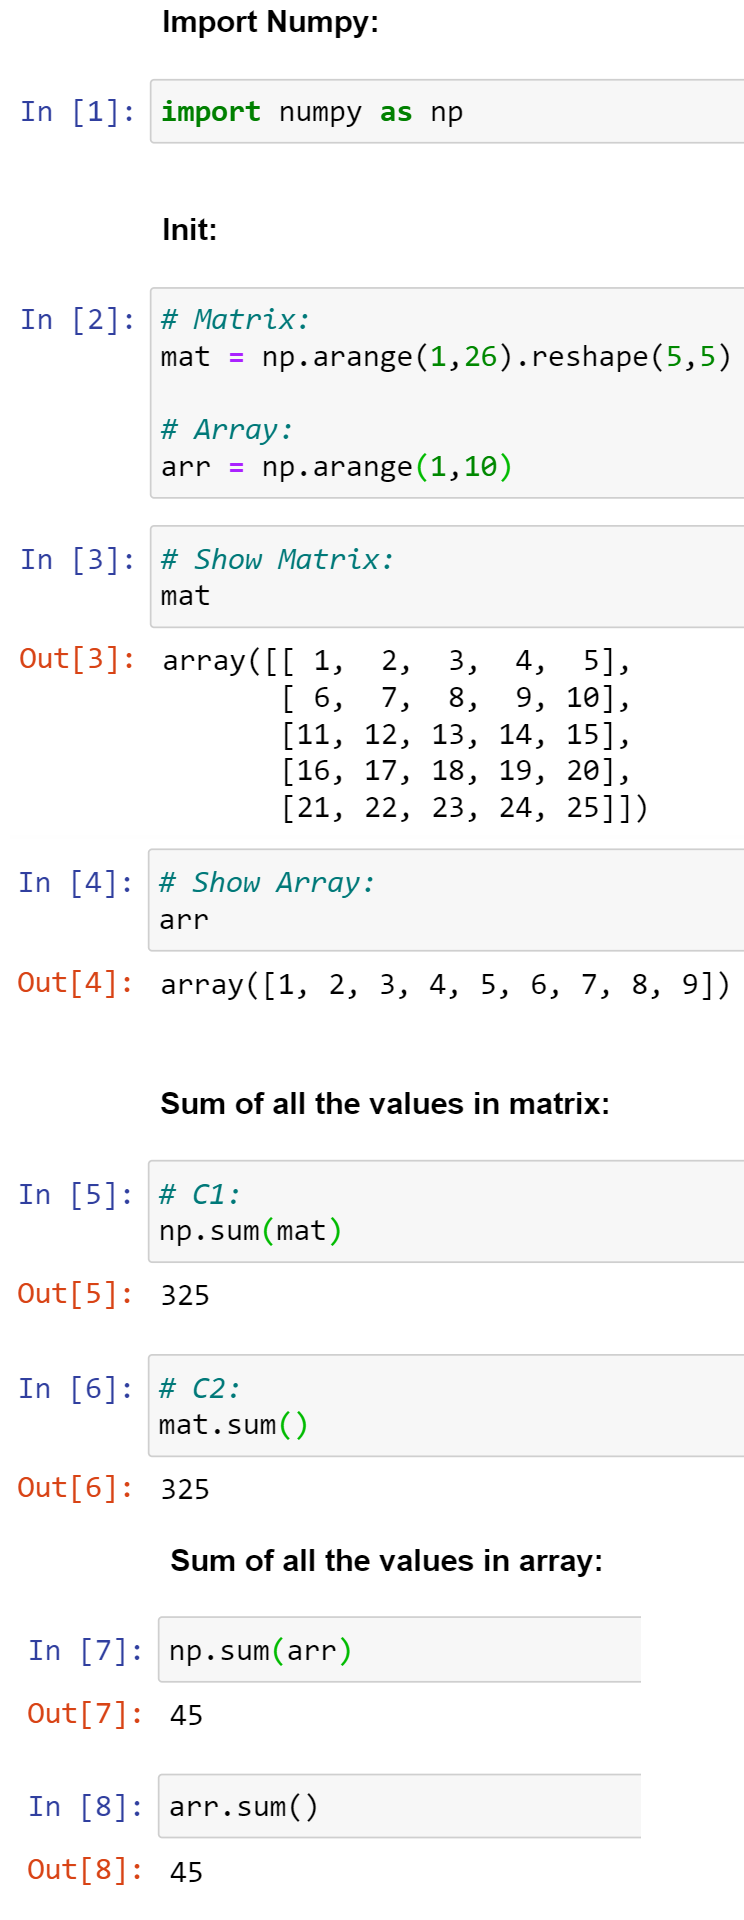 Import Numpy:
In [1]: import numpy as np
Init:
In [2]: # Matrix:
mat = np.arange(1,26).reshape(5,5)
# Array:
arr = np.arange(1,10)
In [3]: # Show Matrix:
mat
Out[3]: array([[ 1,  2,  3,  4,  5],
[ 6,  7,  8,  9, 10],
[11, 12, 13, 14, 15],
[16, 17, 18, 19, 20],
[21, 22, 23, 24, 25]])
In [4]: # Show Array:
arr
Out[4]: array([1, 2, 3, 4, 5, 6, 7, 8, 9])
Sum of all the values in matrix:
In [5]: # C1:
np.sum(mat)
Out[5]: 325
In [6]: # C2:
mat.sum()
Out[6]: 325
Sum of all the values in array:
In [7]: np.sum(arr)
Out[7]: 45
In [8]: arr.sum()
Out[8]: 45